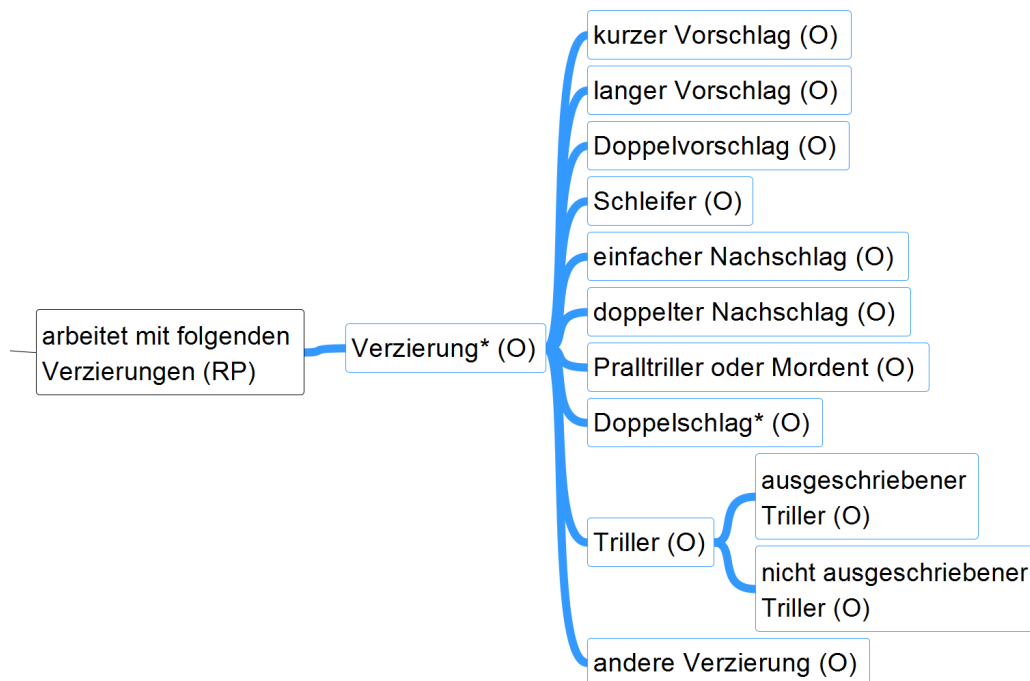 kurzer Vorschlag (O)
langer Vorschlag (O)
Doppelvorschlag (O)
Schleifer (O)
einfacher Nachschlag (O)
doppelter Nachschlag (O)
arbeitet mit folgenden
Verzierungen (RP)
Verzierung* (O)
Pralltriller oder Mordent (O)
Doppelschlag* (O)
ausgeschriebener
Triller (O)
Triller (O)
nicht ausgeschriebener
Triller (O)
andere Verzierung (O)